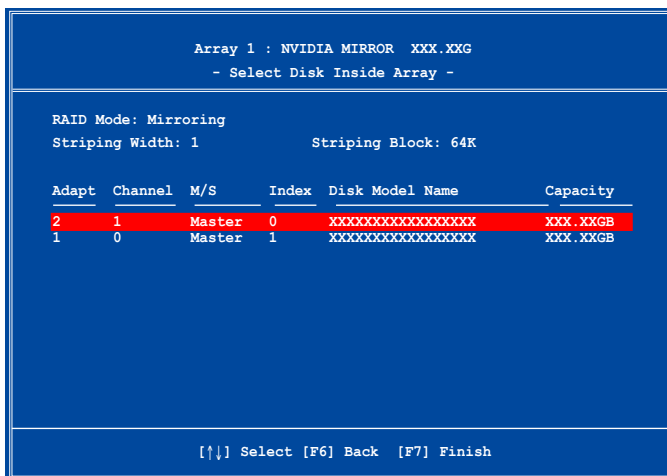 Array 1 : NVIDIA MIRROR XXX.XXG
- Select Disk Inside Array -
RAID Mode: Mirroring
Striping Width: 1 Striping Block: 64K
Adapt Channel M/S Index Disk Model Name Capacity
2 1 Master 0 XXXXXXXXXXXXXXXXX XXX.XXGB
1 0 Master 1 XXXXXXXXXXXXXXXXX XXX.XXGB
[↑↓] Select [F6] Back [F7] Finish